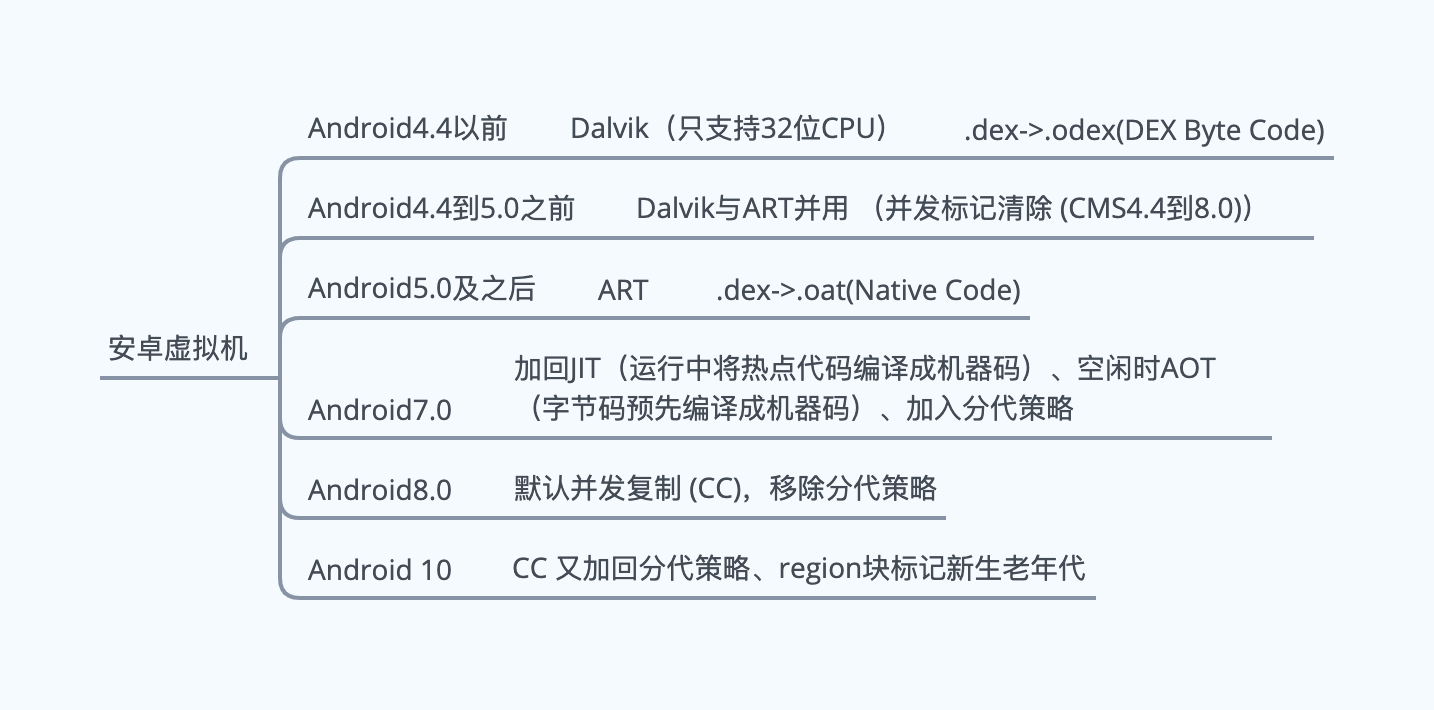 Android4.4以前 Dalvik（只支持32位CPU） .dex->.odex(DEX Byte Code)
Android4.4到5.0之前 Dalvik与ART并用 （并发标记清除 (CMS4.4到8.0)）
Android5.0及之后 ART .dex->.oat(Native Code)
安卓虚拟机
加回JIT（运行中将热点代码编译成机器码）、空闲时AOT
Android7.0 （字节码预先编译成机器码）、加入分代策略
Android8.0 默认并发复制 (CC)，移除分代策略
Android 10 CC 又加回分代策略、region块标记新生老年代